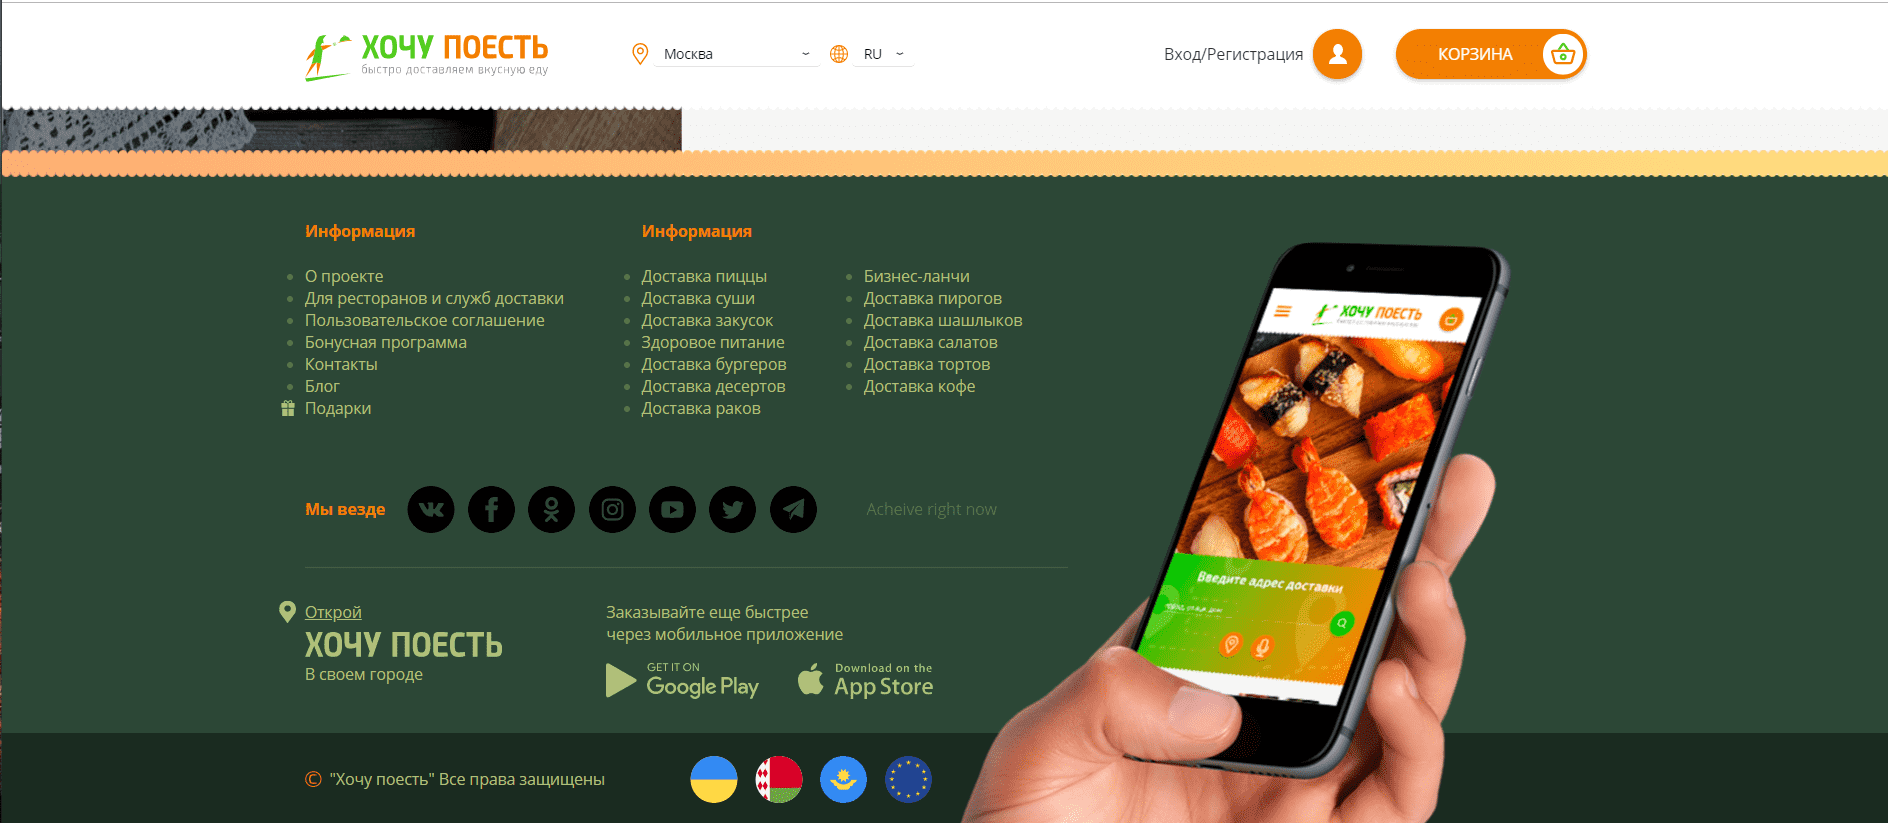 ХОЧУ ПОЕСТЬ
быстро доставляем вкусную еду
Москва
RU
Вход/Регистрация
КОРЗИНА
Информация
О проекте
Для ресторанов и служб доставки
Пользовательское соглашение
Бонусная программа
Контакты
Блог
Подарки
Информация
Доставка пиццы
Доставка суши
Доставка закусок
Здоровое питание
Доставка бургеров
Доставка десертов
Доставка раков
Бизнес-ланчи
Доставка пирогов
Доставка шашлыков
Доставка салатов
Доставка тортов
Доставка кофе
Мы везде
Acheive right now
Открой
ХОЧУ ПОЕСТЬ
В своем городе
Заказывайте еще быстрее
через мобильное приложение
GET IT ON
Google Play
Download on the
App Store
© "Хочу поесть" Все права защищены
ХОЧУ ПОЕСТЬ
Введите адрес доставки